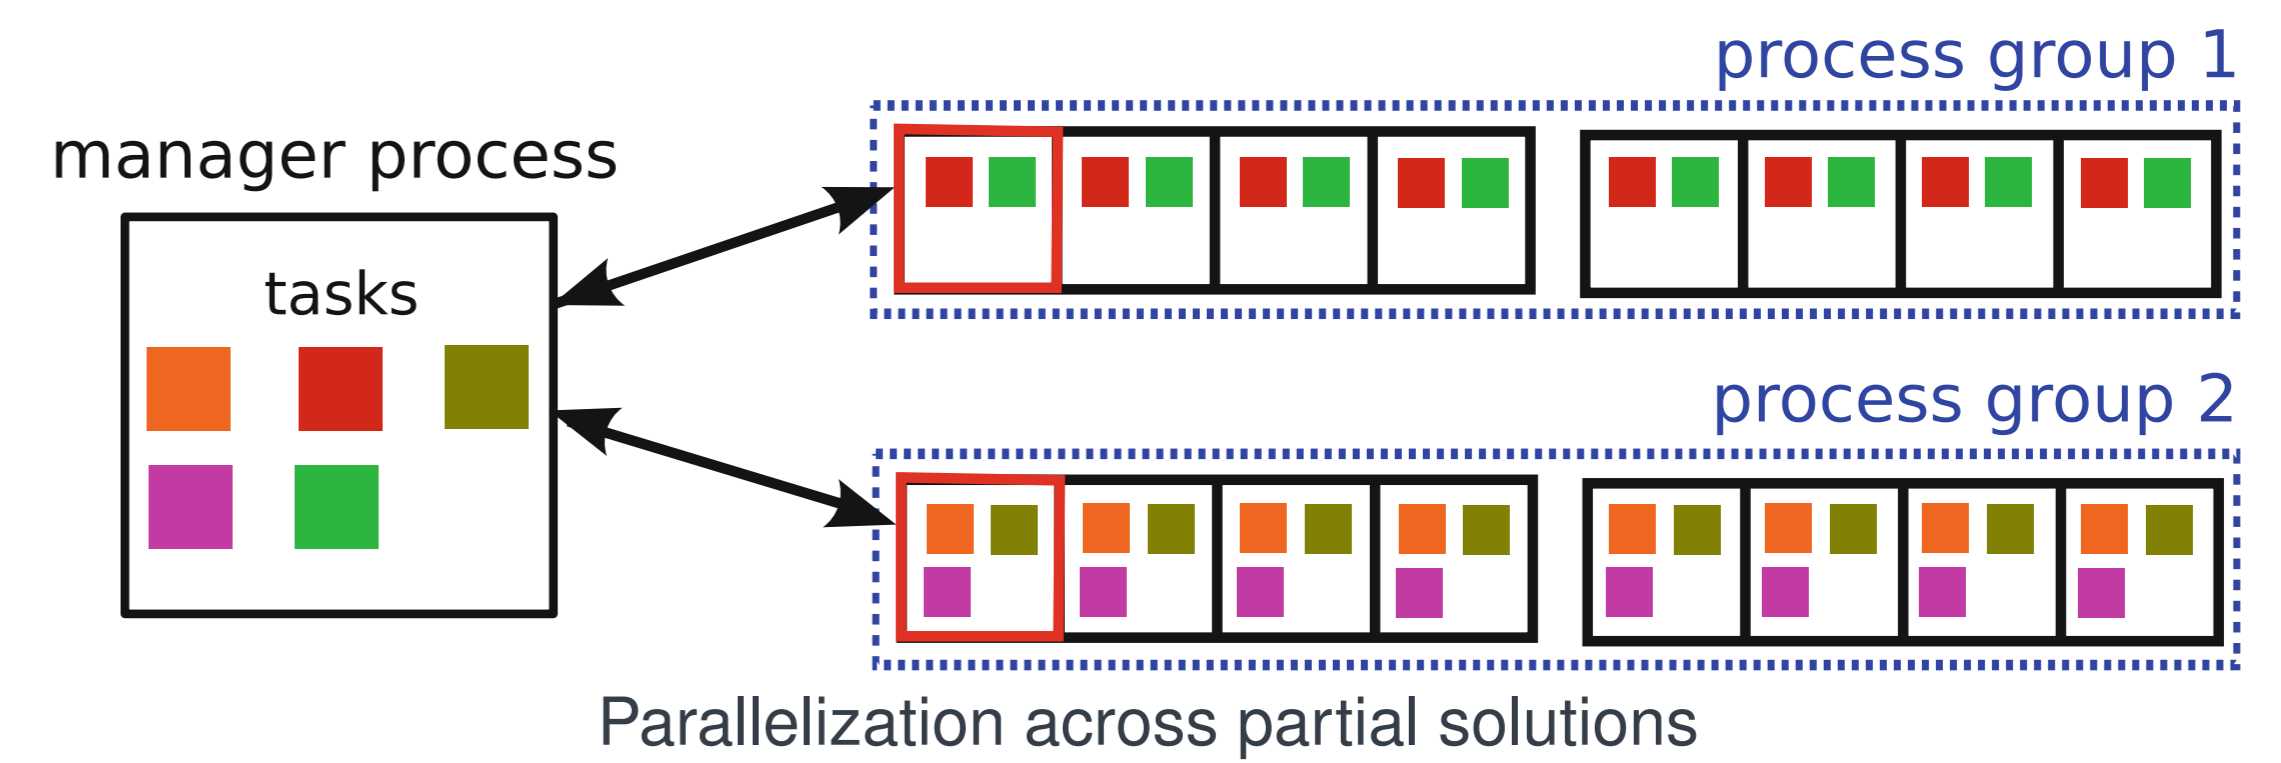 process group 1
manager process
tasks
process group 2
Parallelization across partial solutions